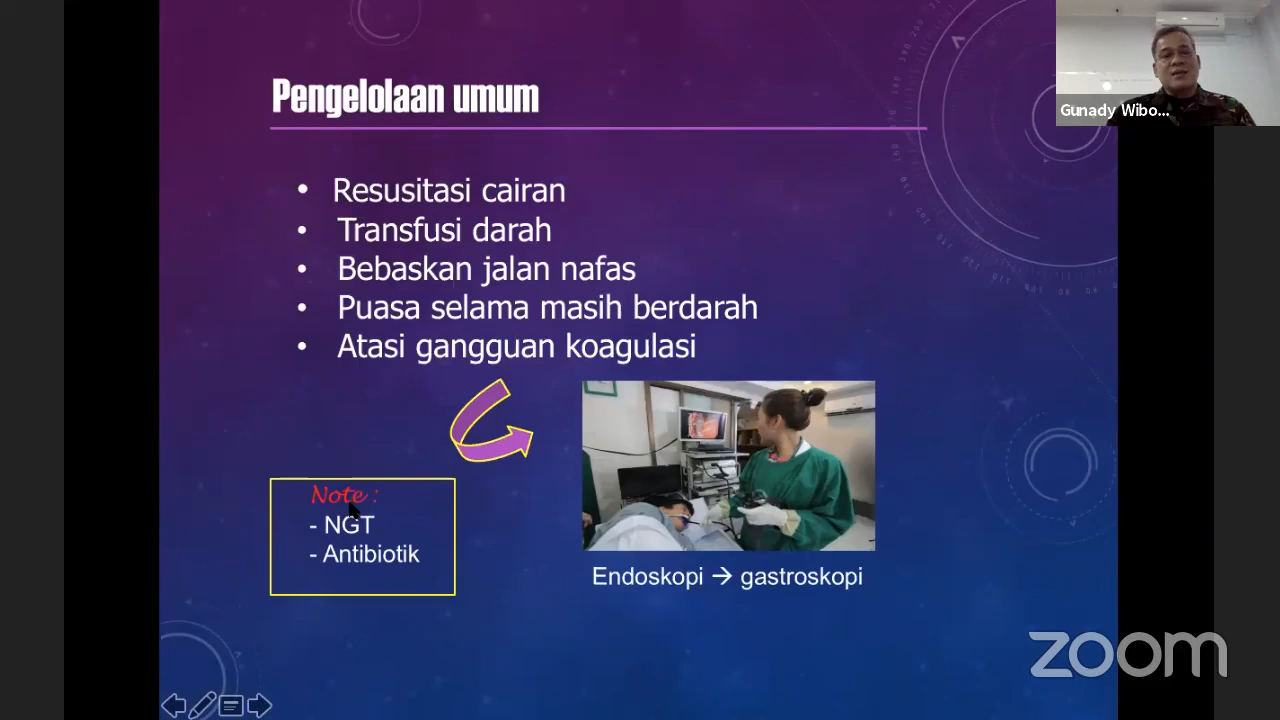 Pengelolaan umum
Gunady Wibo...
• Resusitasi cairan
• Transfusi darah
• Bebaskan jalan nafas
• Puasa selama masih berdarah
• Atasi gangguan koagulasi
Note :
- NGT
- Antibiotik
Endoskopi → gastroskopi
zoom